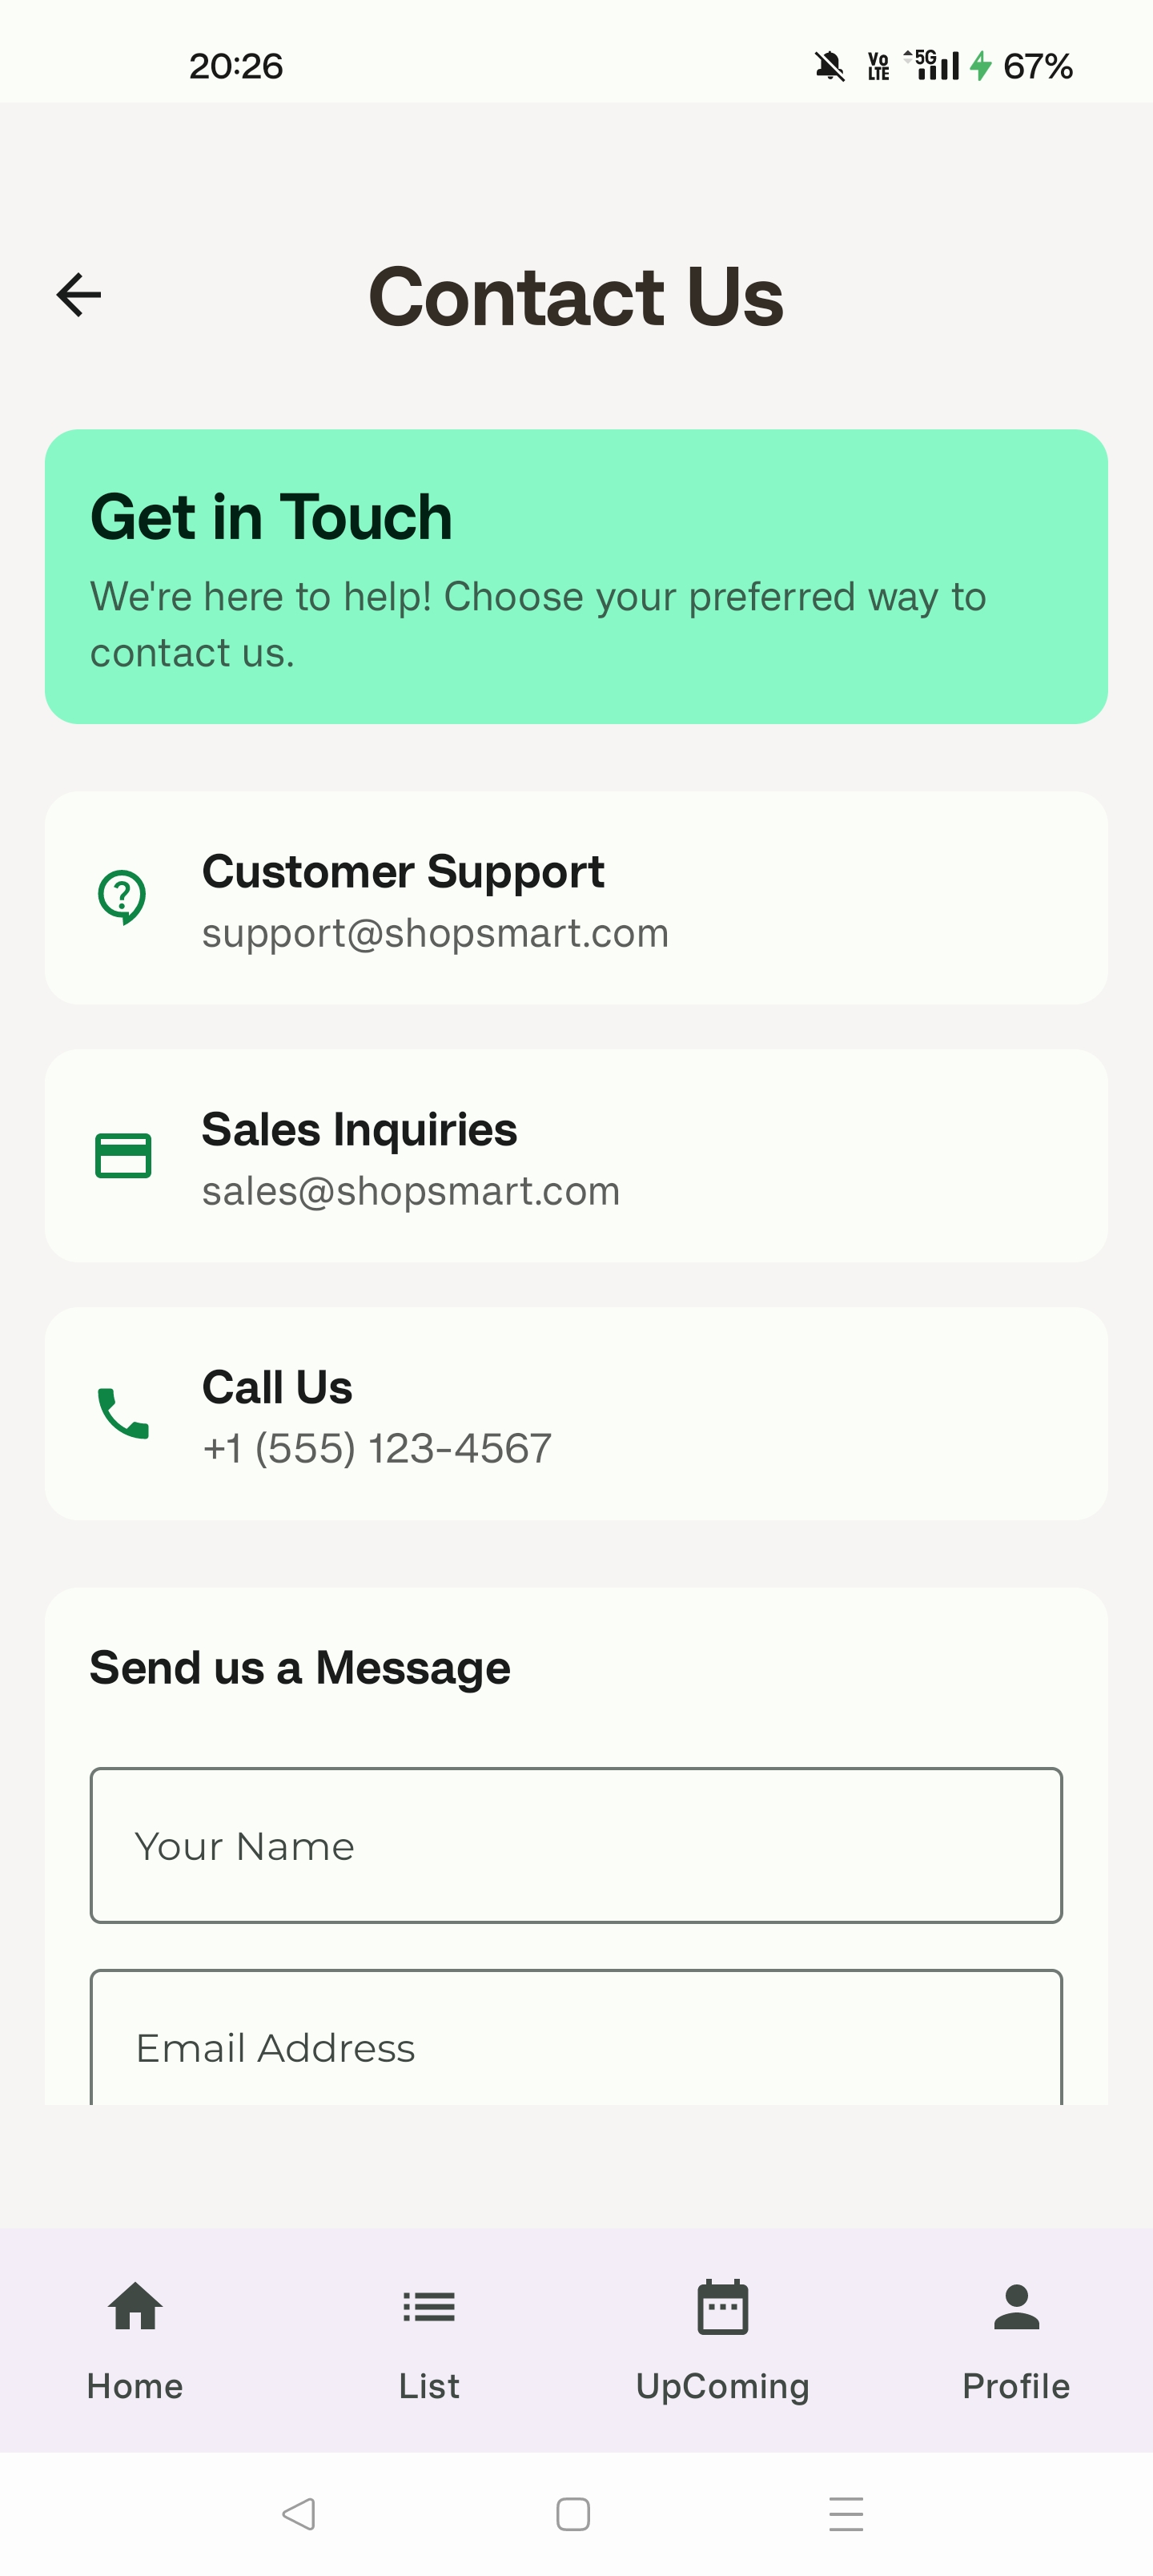 20:26
Vo
LTE
5G
67%
Contact Us
Get in Touch
We're here to help! Choose your preferred way to
contact us.
Customer Support
support@shopsmart.com
Sales Inquiries
sales@shopsmart.com
Call Us
+1 (555) 123-4567
Send us a Message
Your Name
Email Address
Home
List
UpComing
Profile